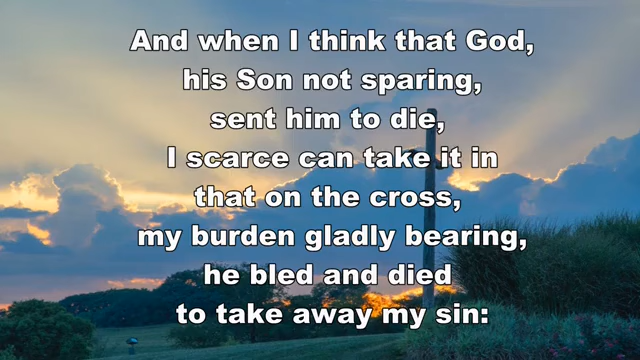 And when I think that God,
his Son not sparing,
sent him to die,
I scarce can take it in
that on the cross,
my burden gladly bearing,
he bled and died
to take away my sin: